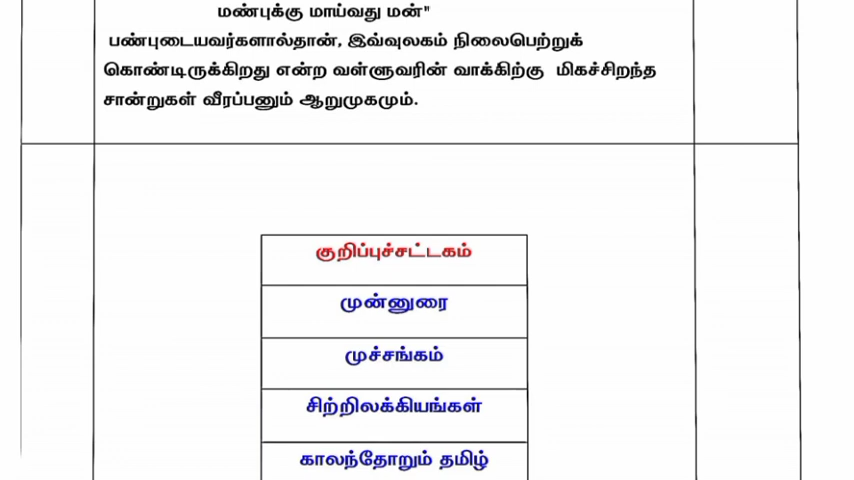 மண்புக்கு மாய்வது மன்"
பண்புடையவர்களால்தான், இவ்வுலகம் நிலைபெற்றுக்
கொண்டிருக்கிறது என்ற வள்ளுவரின் வாக்கிற்கு மிகச்சிறந்த
சான்றுகள் வீரப்பனும் ஆறுமுகமும்.
குறிப்புச்சட்டகம்
முன்னுரை
முச்சங்கம்
சிற்றிலக்கியங்கள்
காலந்தோறும் தமிழ்